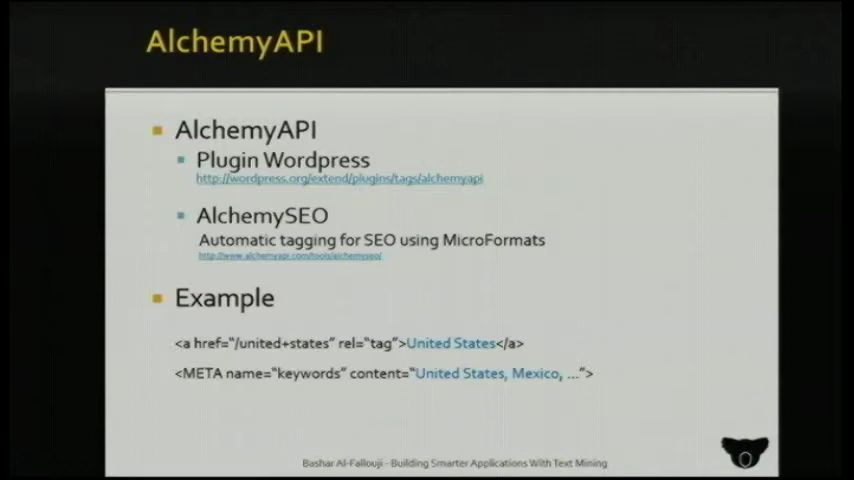 AlchemyAPI
AlchemyAPI
Plugin Wordpress
http://wordpress.org/extend/plugins/tags/alchemyapi
AlchemySEO
Automatic tagging for SEO using MicroFormats
http://www.alchemyapi.com/tools/alchemyseo/
Example
<a href="/united+states" rel="tag">United States</a>
<META name="keywords" content="United States, Mexico, ...">
Bashar Al-Fallouji - Building Smarter Applications With Text Mining